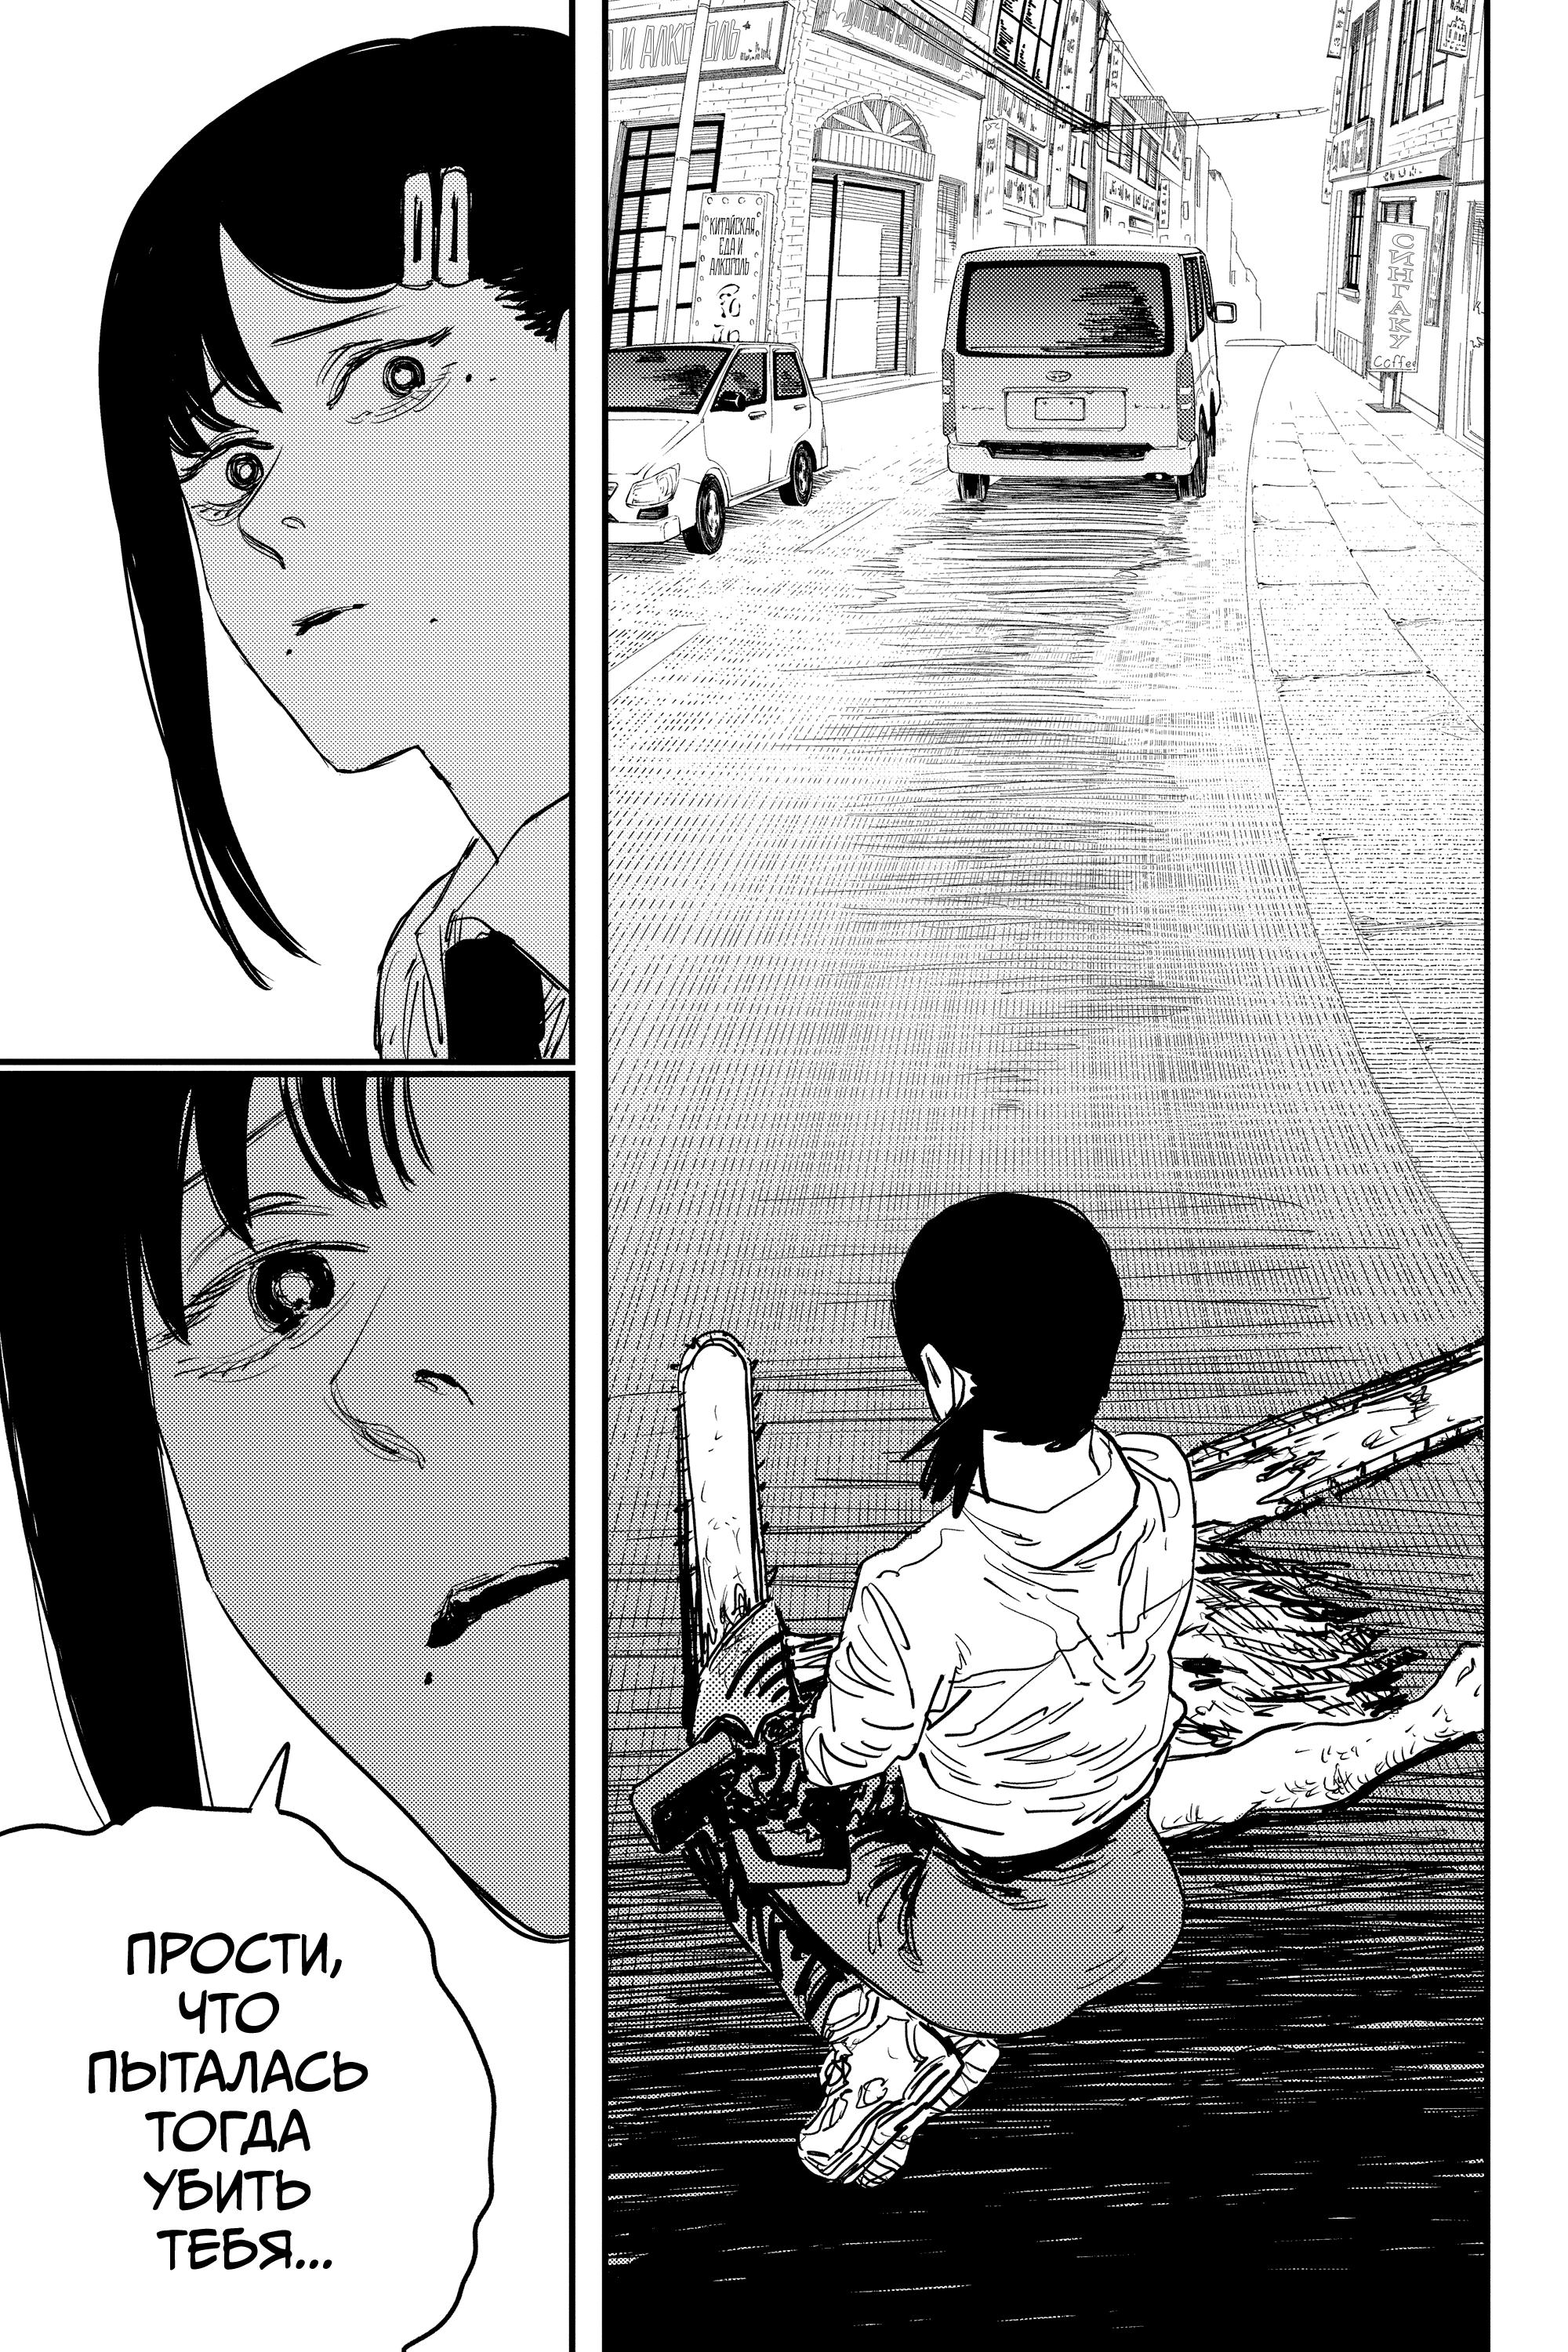 И АЛКОГОЛЬ
КИТАЙСКАЯ
ЕДА И
АЛКОГОЛЬ
СИНГАКУ
Coffee
ПРОСТИ,
ЧТО
ПЫТАЛАСЬ
ТОГДА
УБИТЬ
ТЕБЯ...